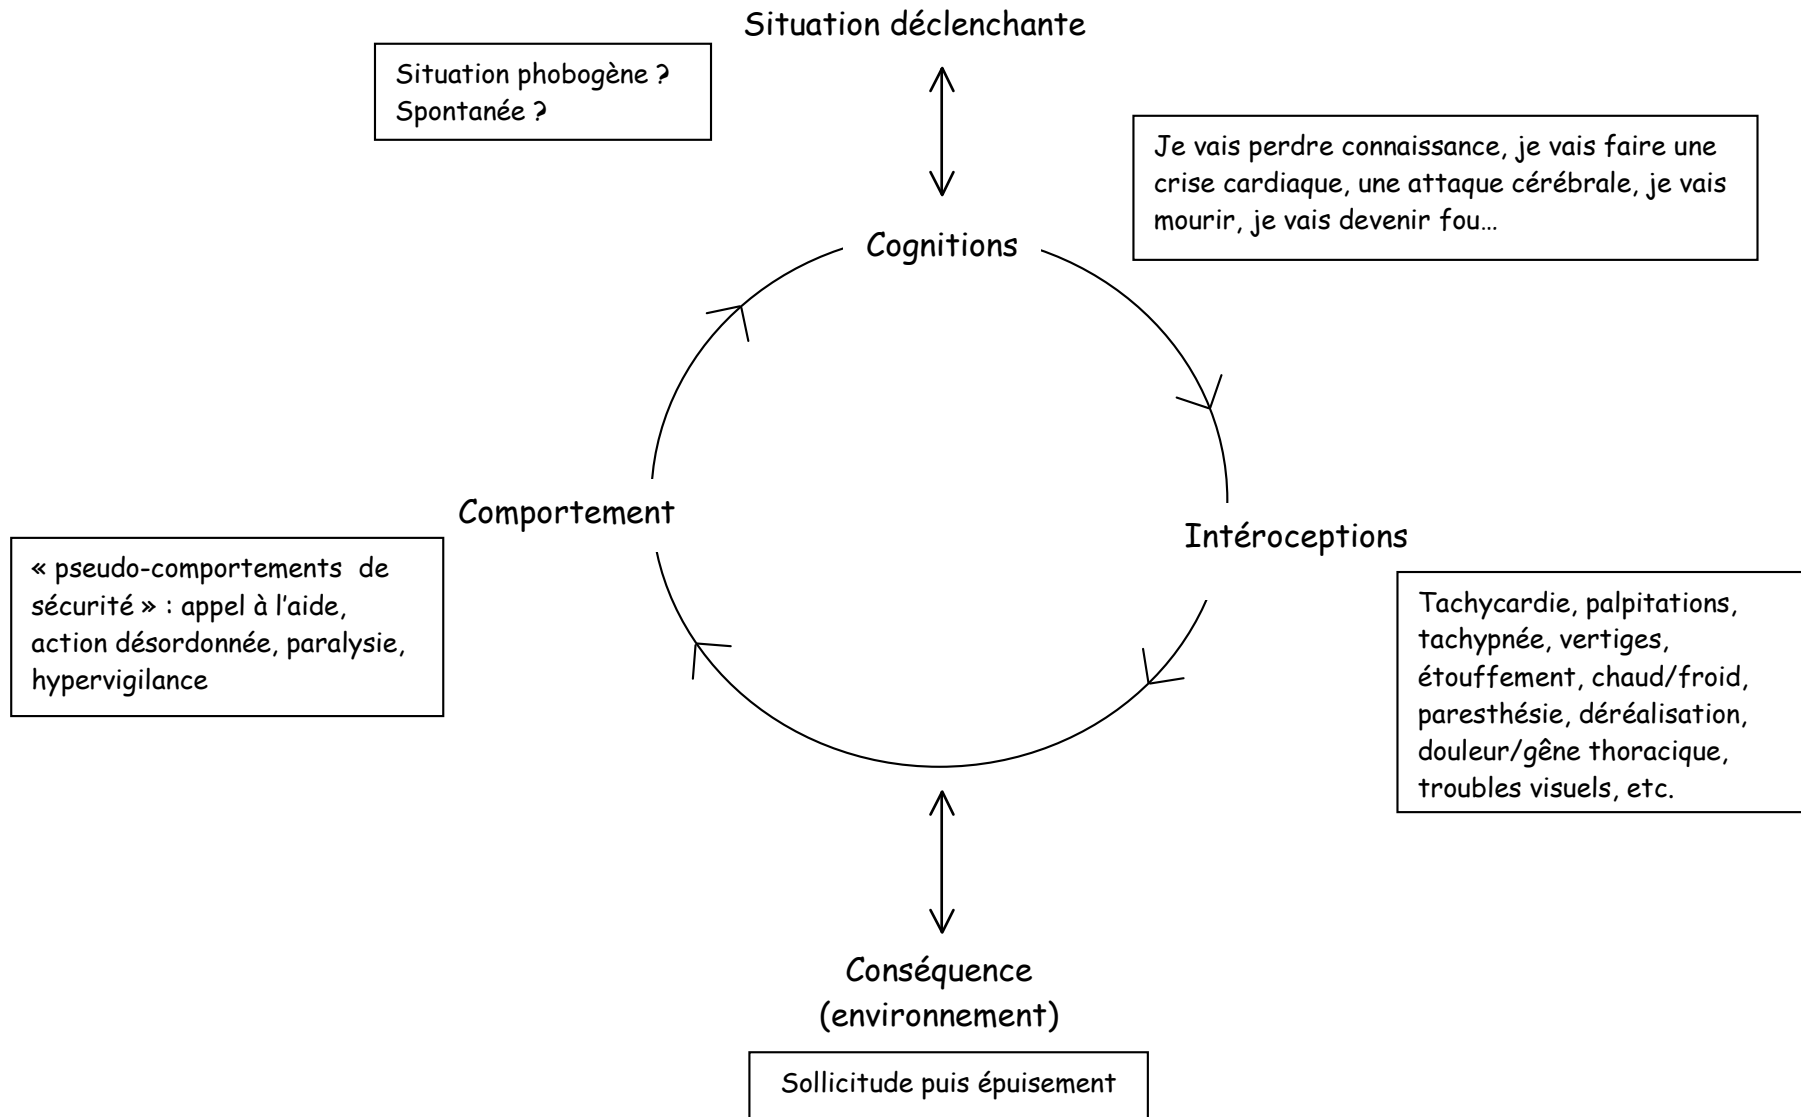 Situation déclenchante
Situation phobogène ?
Spontanée ?
Je vais perdre connaissance, je vais faire une
crise cardiaque, une attaque cérébrale, je vais
mourir, je vais devenir fou…
Cognitions
Comportement
Intéroceptions
« pseudo-comportements de
sécurité » : appel à l’aide,
action désordonnée, paralysie,
hypervigilance
Tachycardie, palpitations,
tachypnée, vertiges,
étouffement, chaud/froid,
paresthésie, déréalisation,
douleur/gêne thoracique,
troubles visuels, etc.
Conséquence
(environnement)
Sollicitude puis épuisement